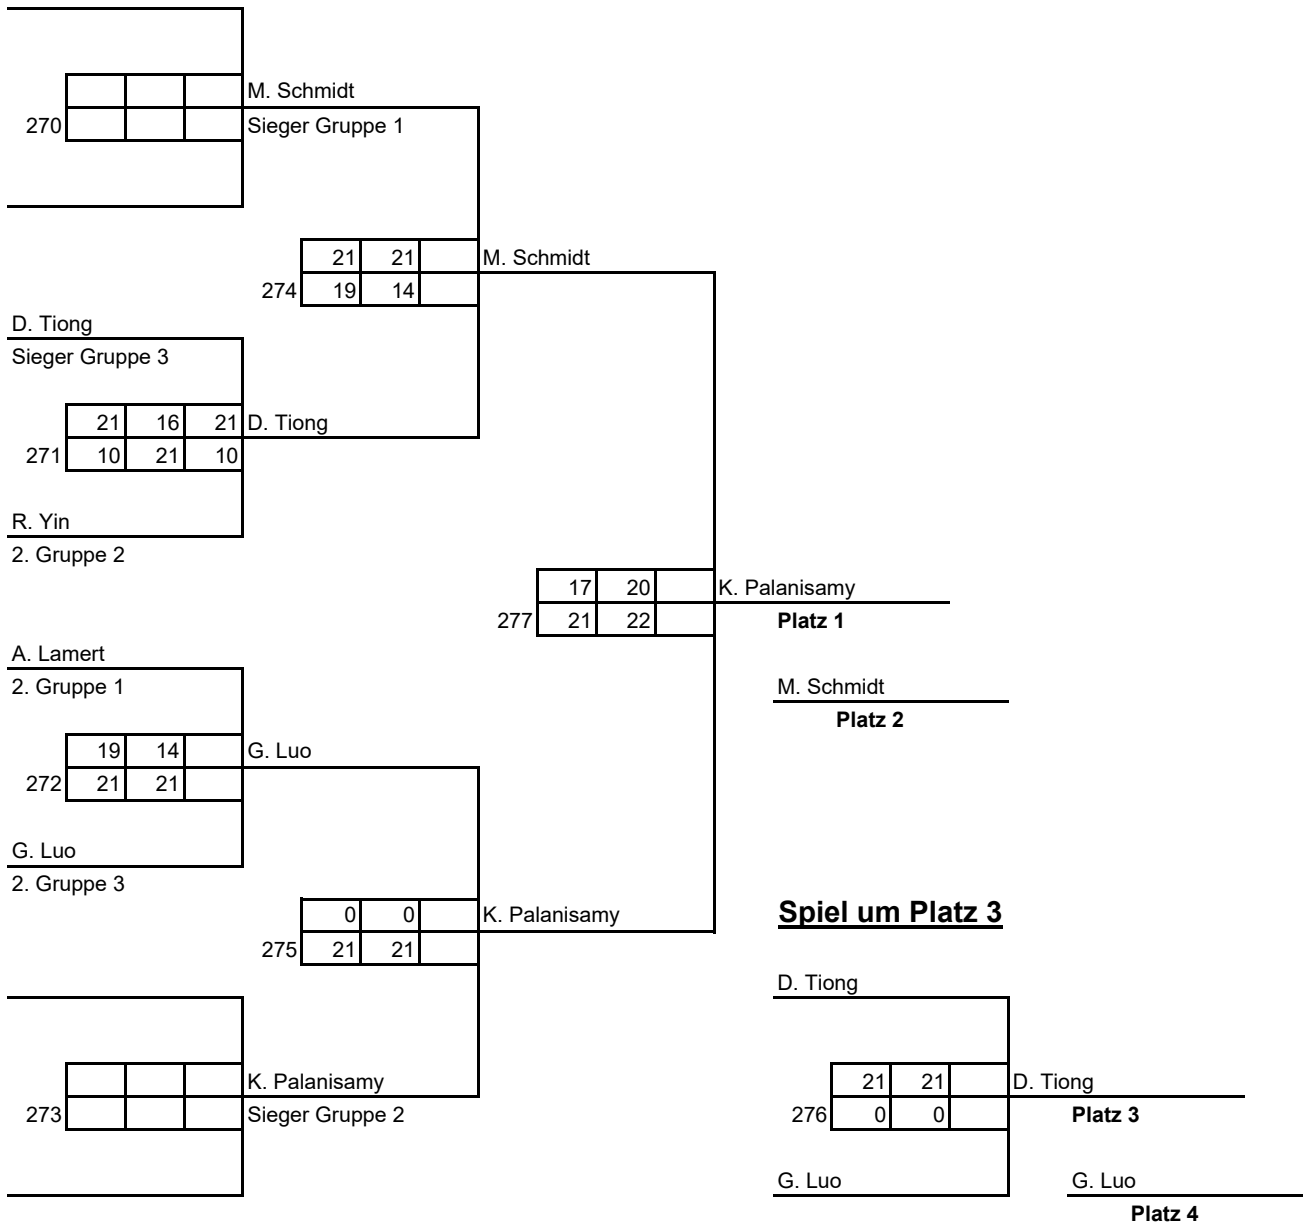 M. Schmidt
270 Sieger Gruppe 1
21 21 M. Schmidt
274 19 14
D. Tiong
Sieger Gruppe 3
21 16 21 D. Tiong
271 10 21 10
R. Yin
2. Gruppe 2
17 20 K. Palanisamy
277 21 22 Platz 1
A. Lamert
2. Gruppe 1
M. Schmidt
Platz 2
19 14 G. Luo
272 21 21
G. Luo
2. Gruppe 3
0 0 K. Palanisamy
275 21 21
Spiel um Platz 3
D. Tiong
K. Palanisamy
273 Sieger Gruppe 2
21 21 D. Tiong
276 0 0 Platz 3
G. Luo
G. Luo
Platz 4